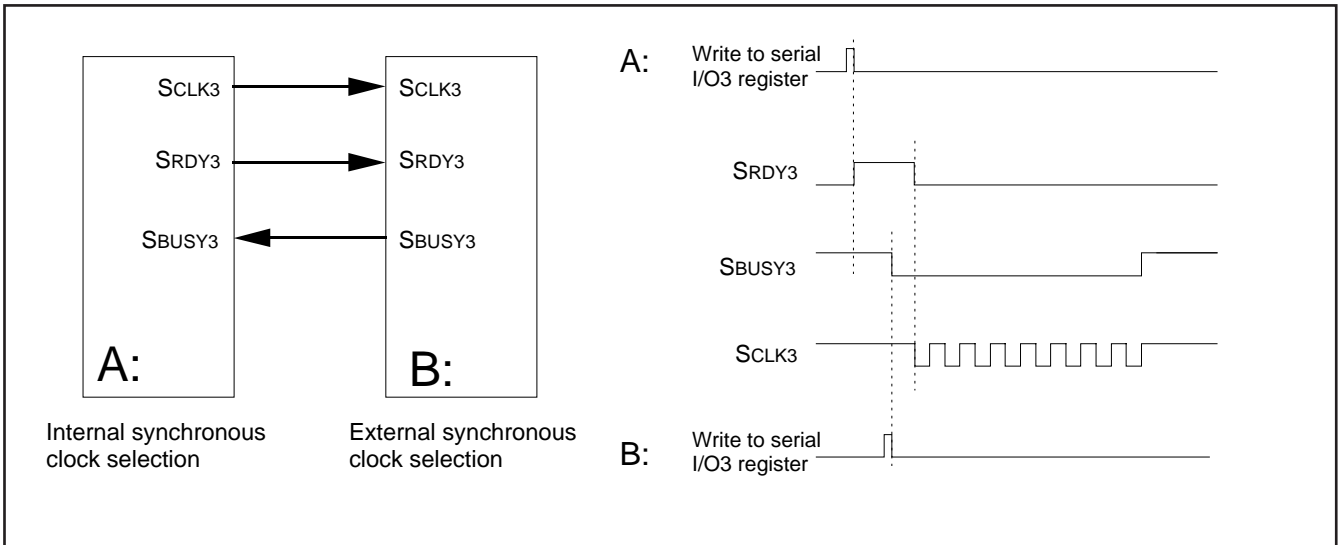 SCLK3
SRDY3
SBUSY3
A:
Internal synchronous
clock selection
SCLK3
SRDY3
SBUSY3
B:
External synchronous
clock selection
A:
Write to serial
I/O3 register
SRDY3
SBUSY3
SCLK3
B:
Write to serial
I/O3 register